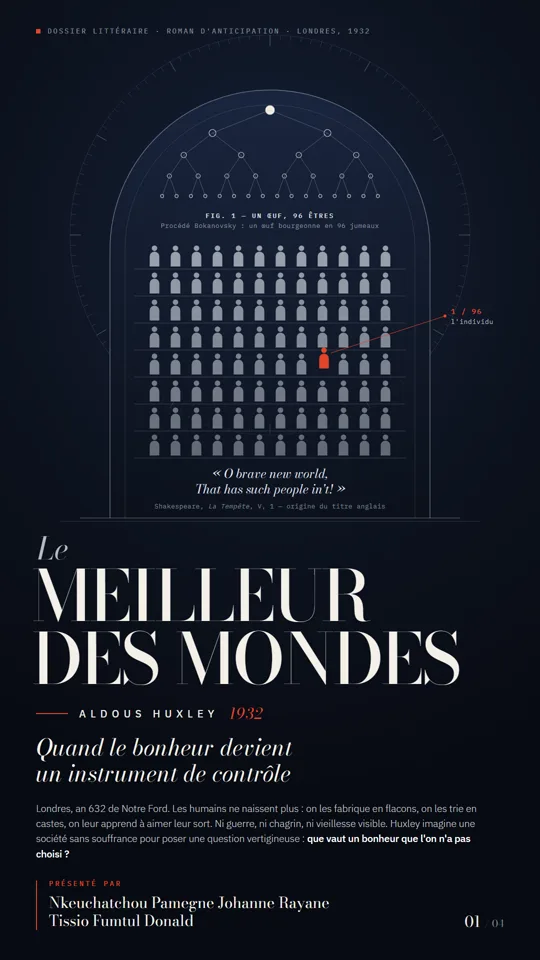 DOSSIER LITTÉRAIRE · ROMAN D'ANTICIPATION · LONDRES, 1932
FIG. 1 — UN ŒUF, 96 ÊTRES
Procédé Bokanovsky : un œuf bourgeonne en 96 jumeaux
1 / 96
l'individu
« O brave new world,
That has such people in't! »
Shakespeare, La Tempête, V, 1 — origine du titre anglais
Le
MEILLEUR
DES MONDES
ALDOUS HUXLEY 1932
Quand le bonheur devient
un instrument de contrôle
Londres, an 632 de Notre Ford. Les humains ne naissent plus : on les fabrique en flacons, on les trie en
castes, on leur apprend à aimer leur sort. Ni guerre, ni chagrin, ni vieillesse visible. Huxley imagine une
société sans souffrance pour poser une question vertigineuse : que vaut un bonheur que l'on n'a pas
choisi ?
PRÉSENTÉ PAR
Nkeuchatchou Pamegne Johanne Rayane
Tissio Fumtul Donald
01 / 04